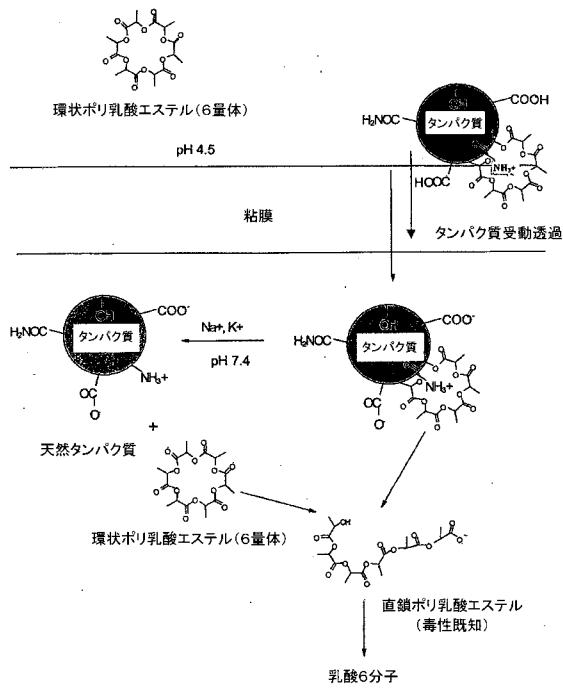 環状ポリ乳酸エステル(6量体)
pH 4.5
OH
COOH
H₂NOC
タンパク質
NH₃+
HOOC
粘膜
タンパク質受動透過
OH
COO⁻
H₂NOC
タンパク質
NH₃+
Na+, K+
pH 7.4
OH
COO⁻
H₂NOC
タンパク質
NH₃+
天然タンパク質
+
環状ポリ乳酸エステル(6量体)
OH
直鎖ポリ乳酸エステル
(毒性既知)
乳酸6分子